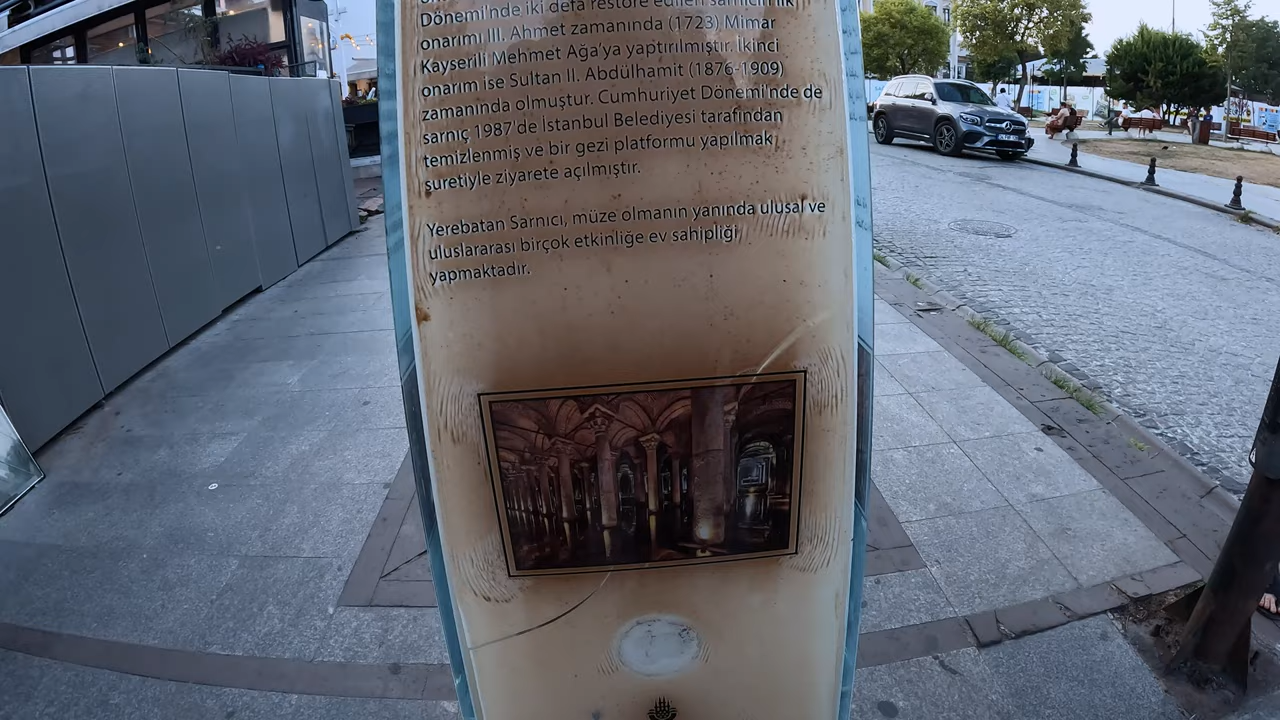 Dönemi'nde iki defa restore edilen sarnıcın ilk
onarımı III. Ahmet zamanında (1723) Mimar
Kayserili Mehmet Ağa'ya yaptırılmıştır. İkinci
onarım ise Sultan II. Abdülhamit (1876-1909)
zamanında olmuştur. Cumhuriyet Dönemi'nde de
sarnıç 1987'de İstanbul Belediyesi tarafından
temizlenmiş ve bir gezi platformu yapılmak
suretiyle ziyarete açılmıştır.
Yerebatan Sarnıcı, müze olmanın yanında ulusal ve
uluslararası birçok etkinliğe ev sahipliği
yapmaktadır.